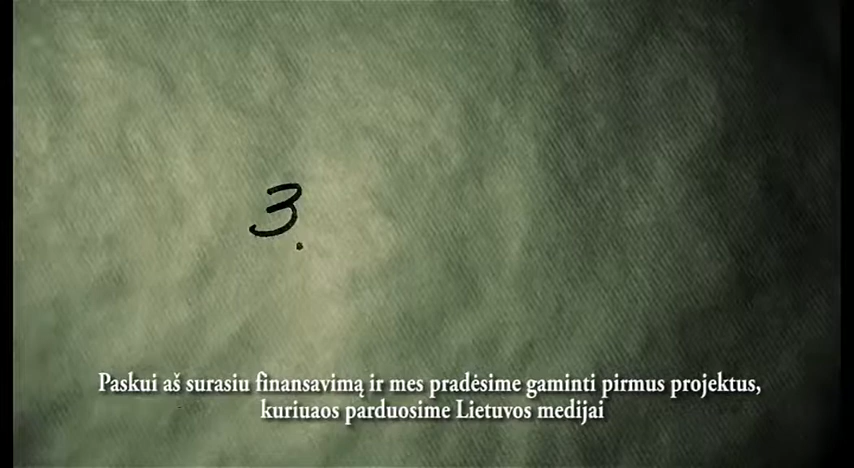 3.
Paskui aš surasiu finansavimą ir mes pradėsime gaminti pirmus projektus,
kuriuaos parduosime Lietuvos medijai